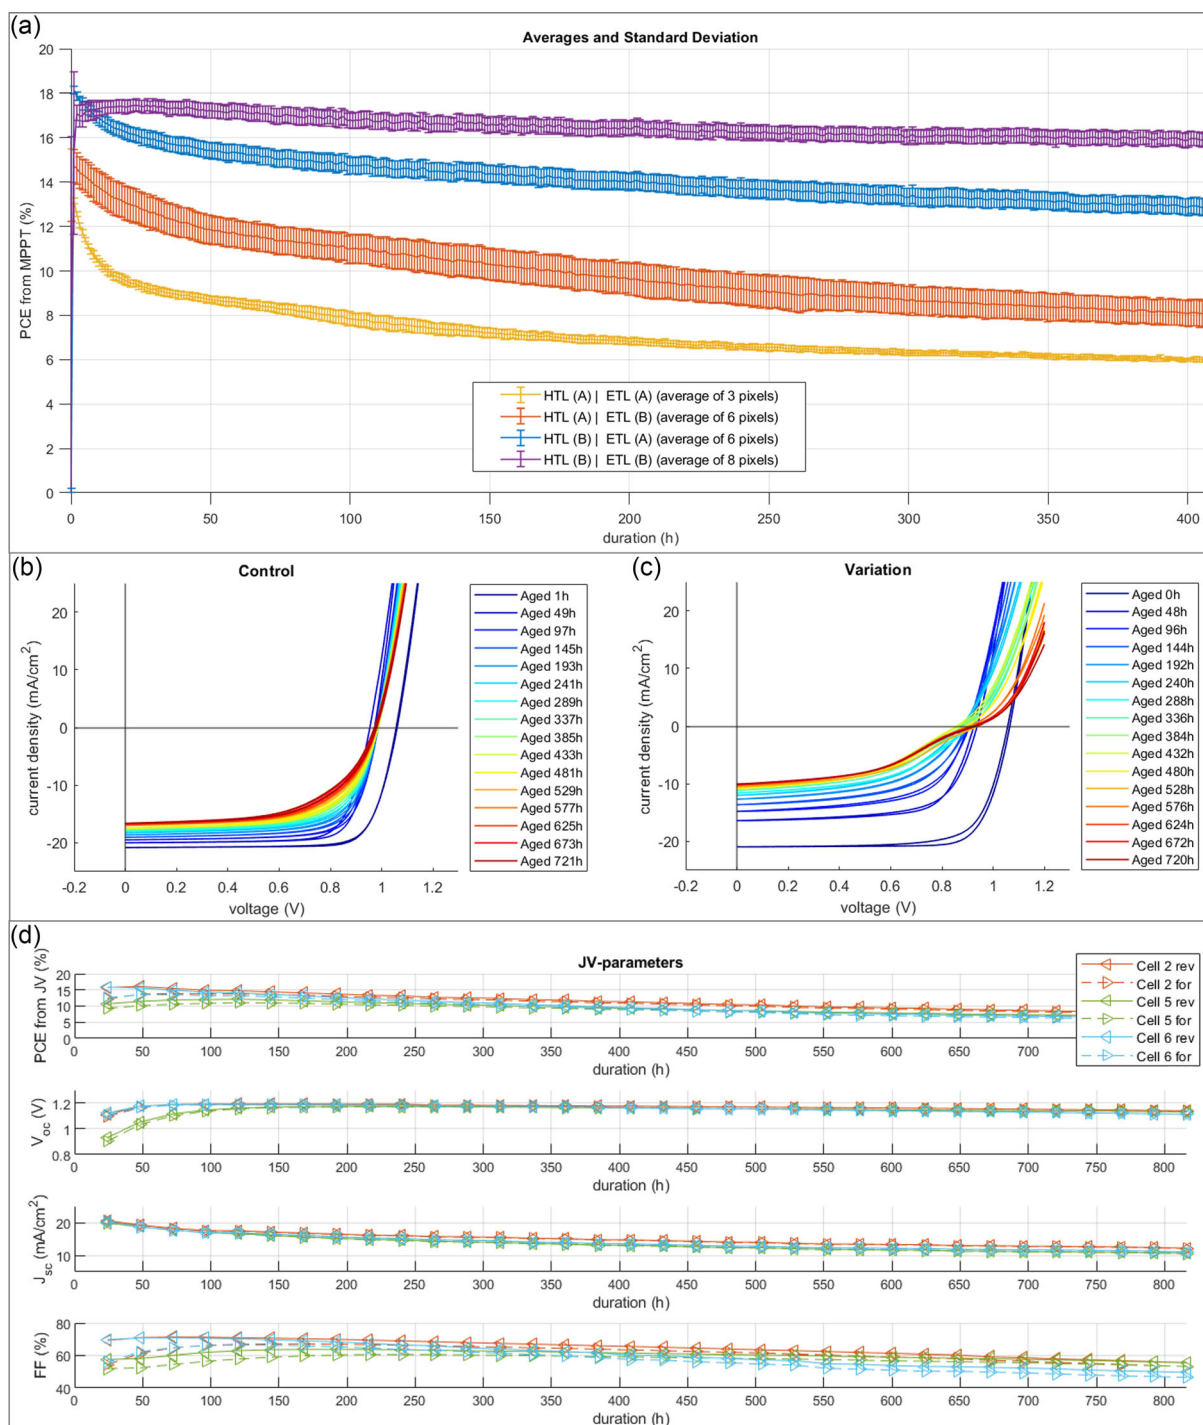 (a)
Averages and Standard Deviation
20
18
16
14
12
10
8
6
4
2
0
PCE from MPPT (%)
HTL (A) | ETL (A) (average of 3 pixels)
HTL (A) | ETL (B) (average of 6 pixels)
HTL (B) | ETL (A) (average of 6 pixels)
HTL (B) | ETL (B) (average of 8 pixels)
0 50 100 150 200 250 300 350 400
duration (h)
(b)
Control
20
10
0
-10
-20
current density (mA/cm²)
-0.2 0 0.2 0.4 0.6 0.8 1 1.2
voltage (V)
Aged 1h
Aged 49h
Aged 97h
Aged 145h
Aged 193h
Aged 241h
Aged 289h
Aged 337h
Aged 385h
Aged 433h
Aged 481h
Aged 529h
Aged 577h
Aged 625h
Aged 673h
Aged 721h
(c)
Variation
20
10
0
-10
-20
current density (mA/cm²)
-0.2 0 0.2 0.4 0.6 0.8 1 1.2
voltage (V)
Aged 0h
Aged 48h
Aged 96h
Aged 144h
Aged 192h
Aged 240h
Aged 288h
Aged 336h
Aged 384h
Aged 432h
Aged 480h
Aged 528h
Aged 576h
Aged 624h
Aged 672h
Aged 720h
(d)
JV-parameters
PCE from JV (%)
20
15
10
5
0
0 50 100 150 200 250 300 350 400 450 500 550 600 650 700
duration (h)
Cell 2 rev
Cell 2 for
Cell 5 rev
Cell 5 for
Cell 6 rev
Cell 6 for
Voc (V)
1.2
1
0.8
0 50 100 150 200 250 300 350 400 450 500 550 600 650 700 750 800
duration (h)
Jsc (mA/cm²)
20
10
0 50 100 150 200 250 300 350 400 450 500 550 600 650 700 750 800
duration (h)
FF (%)
80
60
40
0 50 100 150 200 250 300 350 400 450 500 550 600 650 700 750 800
duration (h)